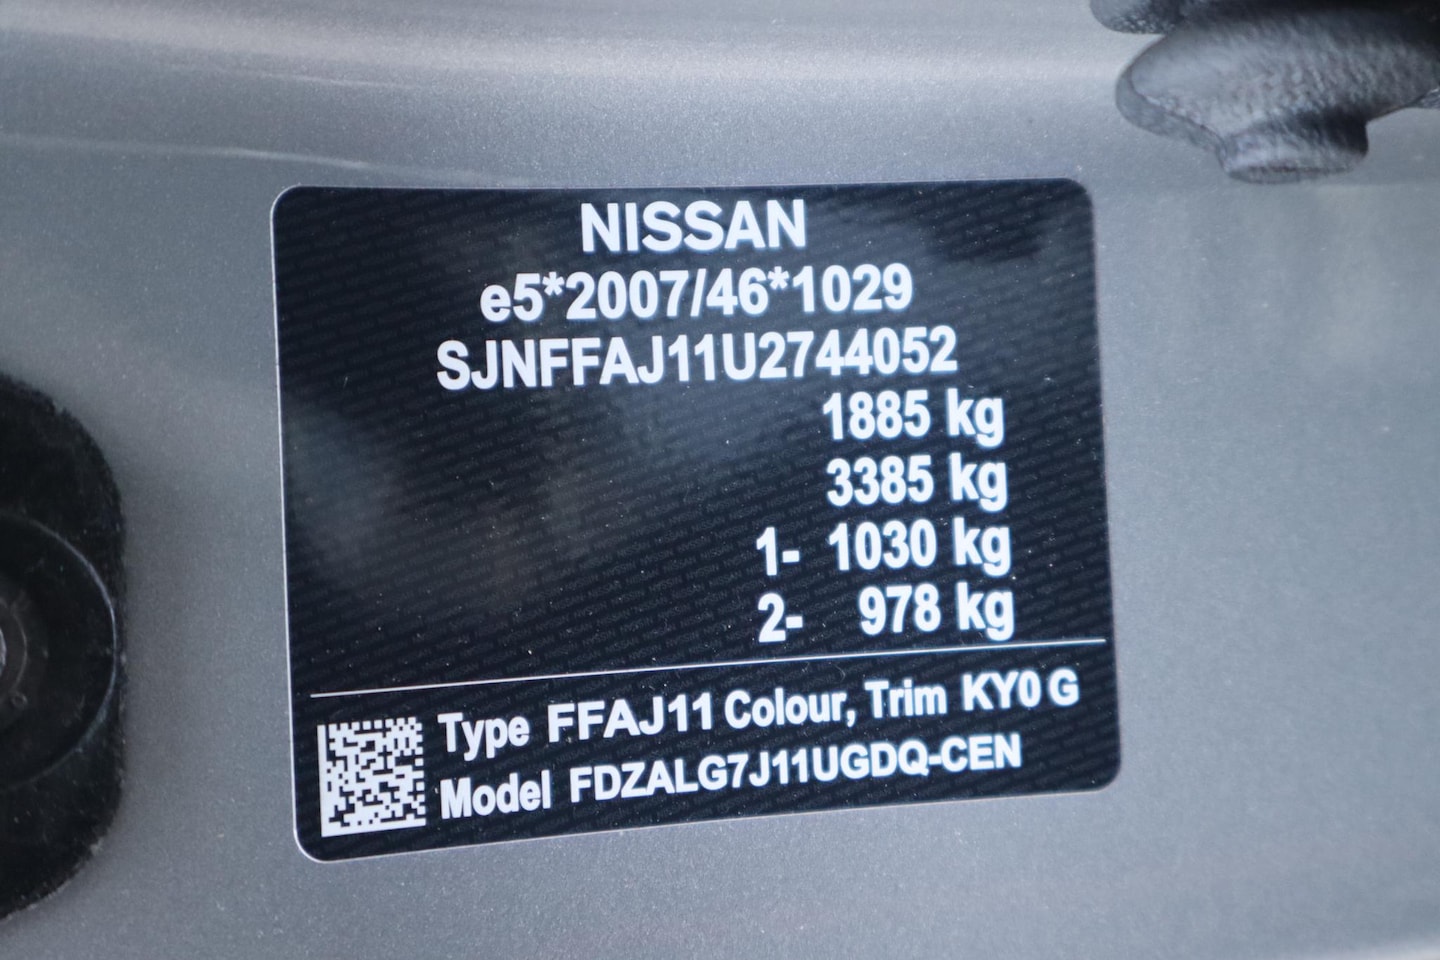 NISSAN
e5*2007/46*1029
SJNFFAJ11U2744052
1885 kg
3385 kg
1- 1030 kg
2- 978 kg
Type FFAJ11 Colour, Trim KY0 G
Model FDZALG7J11UGDQ-CEN